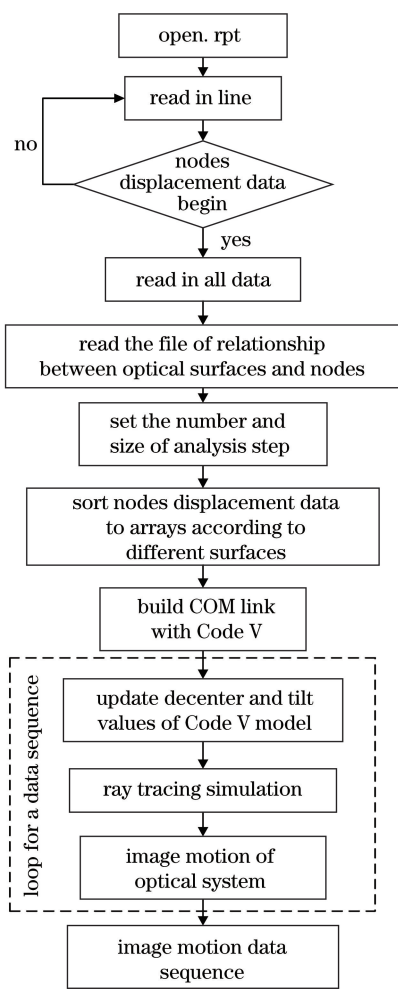 open. rpt
read in line
no
nodes
displacement data
begin
yes
read in all data
read the file of relationship
between optical surfaces and nodes
set the number and
size of analysis step
sort nodes displacement data
to arrays according to
different surfaces
build COM link
with Code V
loop for a data sequence
update decenter and tilt
values of Code V model
ray tracing simulation
image motion of
optical system
image motion data
sequence